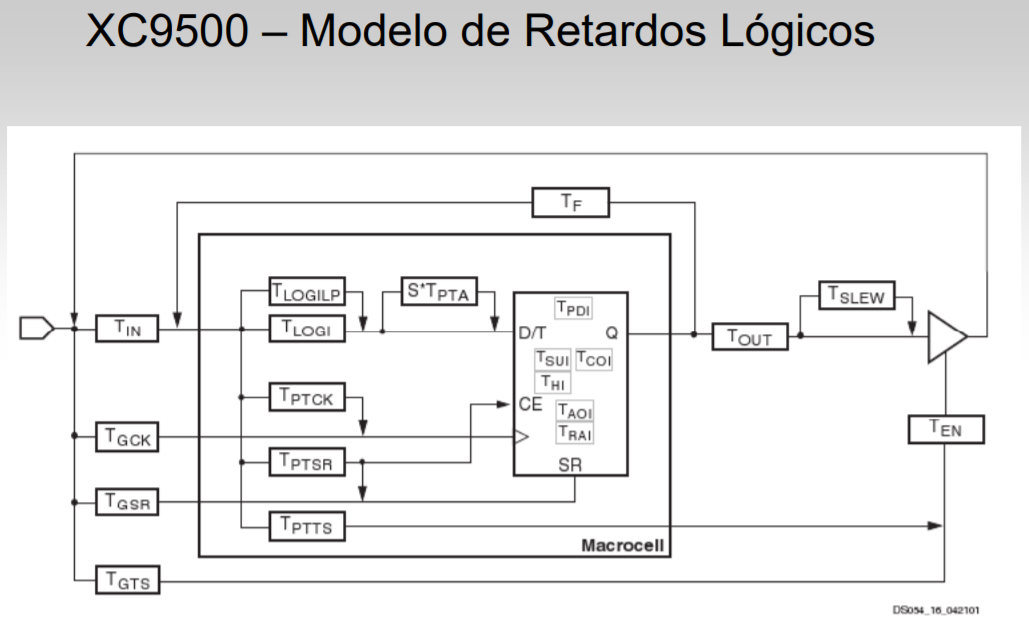 XC9500 – Modelo de Retardos Lógicos
TF
TLOGILP
S*TPTA
TSLEW
TPDI
TIN
TLOGI
D/T
Q
TOUT
TSUI TCOI
THI
TPTCK
CE
TAOI
TEN
TGCK
TRAI
TPTSR
SR
TGSR
TPTTS
Macrocell
TGTS
DS054_16_042101